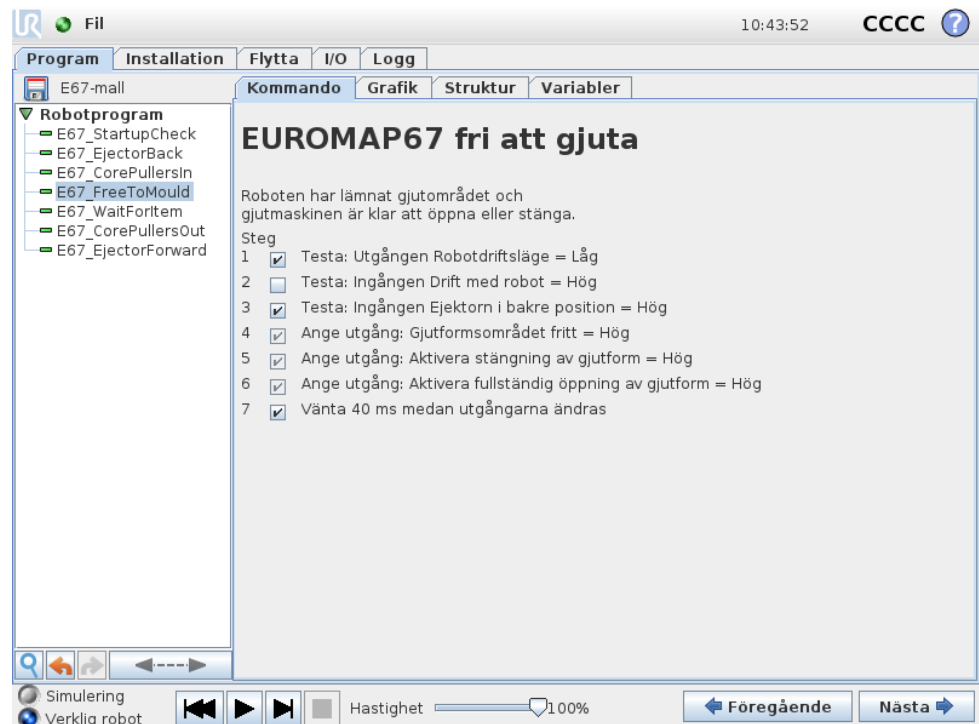 UR Fil 10:43:52 CCCC ?
Program Installation Flytta I/O Logg
E67-mall
Kommando Grafik Struktur Variabler
Robotprogram
E67_StartupCheck
E67_EjectorBack
E67_CorePullersIn
E67_FreeToMould
E67_WaitForItem
E67_CorePullersOut
E67_EjectorForward
EUROMAP67 fri att gjuta
Roboten har lämnat gjutområdet och
gjutmaskinen är klar att öppna eller stänga.
Steg
1 Testa: Utgången Robotdriftsläge = Låg
2 Testa: Ingången Drift med robot = Hög
3 Testa: Ingången Ejektorn i bakre position = Hög
4 Ange utgång: Gjutformsområdet fritt = Hög
5 Ange utgång: Aktivera stängning av gjutform = Hög
6 Ange utgång: Aktivera fullständig öppning av gjutform = Hög
7 Vänta 40 ms medan utgångarna ändras
Simulering
Verklig robot
Hastighet 100%
Föregående Nästa